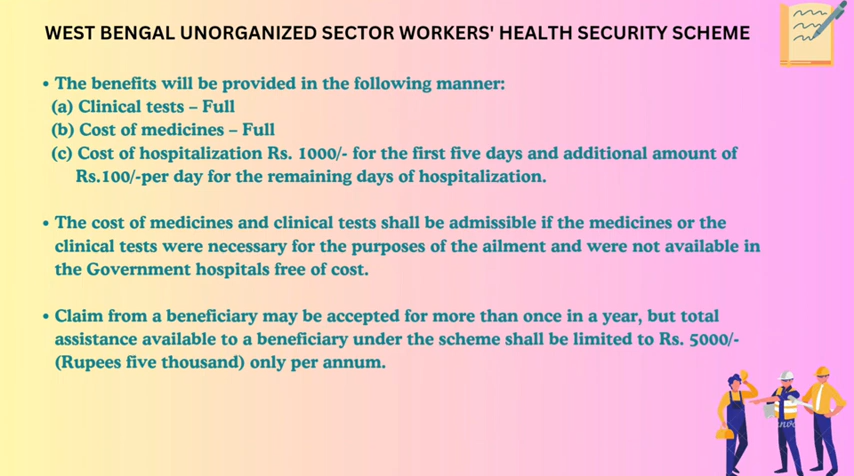 WEST BENGAL UNORGANIZED SECTOR WORKERS' HEALTH SECURITY SCHEME
• The benefits will be provided in the following manner:
(a) Clinical tests – Full
(b) Cost of medicines – Full
(c) Cost of hospitalization Rs. 1000/- for the first five days and additional amount of
Rs.100/-per day for the remaining days of hospitalization.
• The cost of medicines and clinical tests shall be admissible if the medicines or the
clinical tests were necessary for the purposes of the ailment and were not available in
the Government hospitals free of cost.
• Claim from a beneficiary may be accepted for more than once in a year, but total
assistance available to a beneficiary under the scheme shall be limited to Rs. 5000/-
(Rupees five thousand) only per annum.